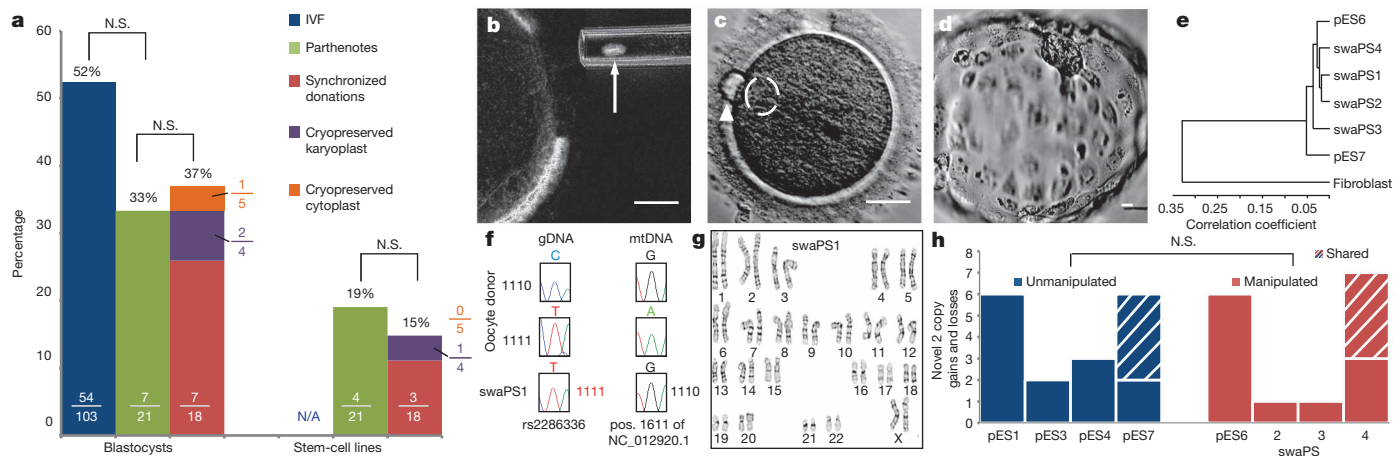 a
IVF
Parthenotes
Synchronized
donations
Cryopreserved
karyoplast
Cryopreserved
cytoplast
Percentage
60
50
40
30
20
10
0
N.S.
52%
N.S.
33%
37%
1
5
2
4
54
103
7
21
7
18
Blastocysts
N.S.
19%
15%
0
5
1
4
N/A
4
21
3
18
Stem-cell lines
b
c
d
e
pES6
swaPS4
swaPS1
swaPS2
swaPS3
pES7
Fibroblast
0.35 0.25 0.15 0.05
Correlation coefficient
f
gDNA mtDNA
Oocyte donor
C G
1110
T A
1111
T G
swaPS1 1111 1110
rs2286336 pos. 1611 of
NC_012920.1
g
swaPS1
1 2 3 4 5
6 7 8 9 10 11 12
13 14 15 16 17 18
19 20 21 22 X
h
N.S.
Shared
Unmanipulated Manipulated
Novel 2 copy
gains and losses
8
7
6
5
4
3
2
1
0
pES1 pES3 pES4 pES7 pES6 2 3 4
swaPS